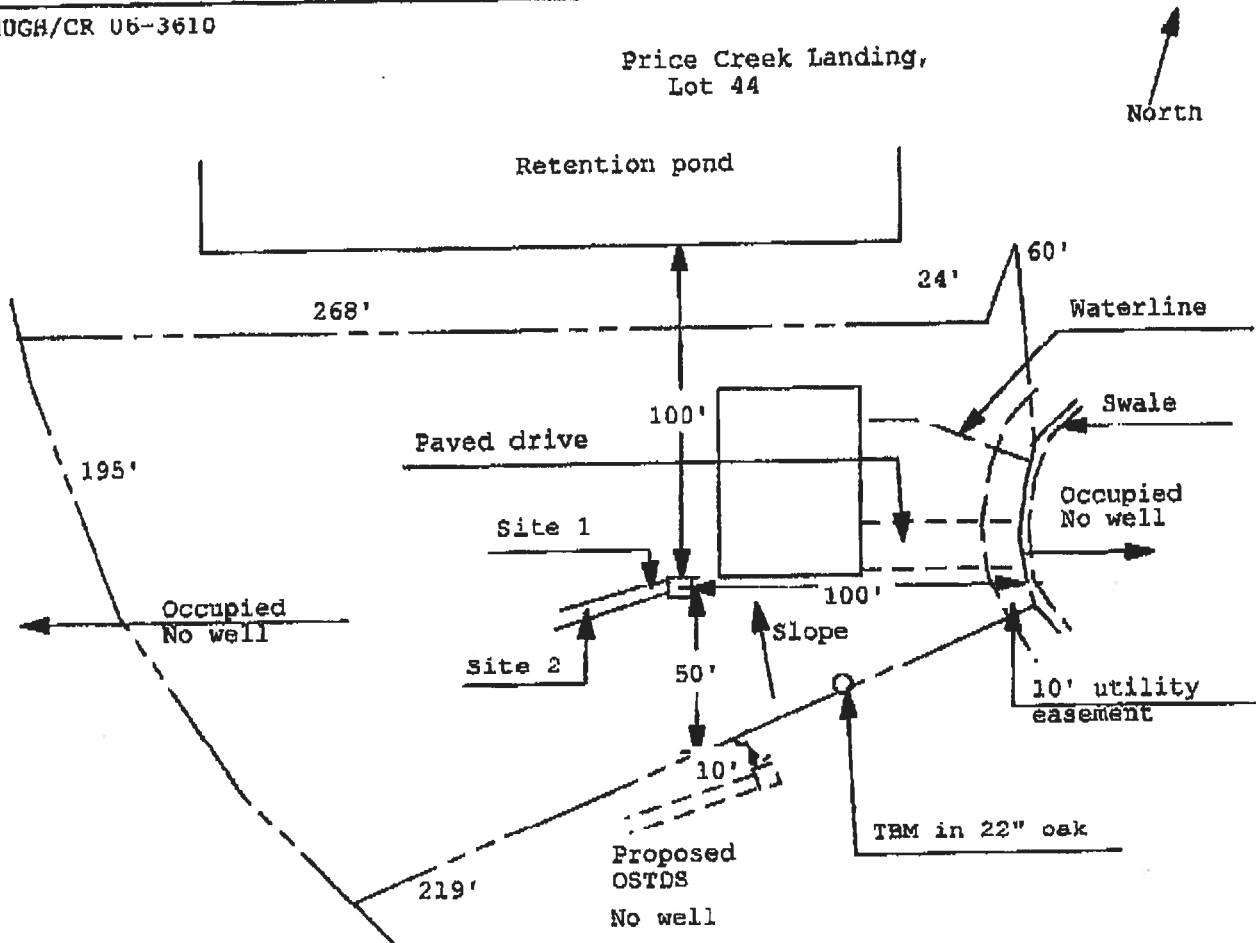 /CR 06-3610
Price Creek Landing,
Lot 44
North
Retention pond
60'
24'
268'
Waterline
100'
Swale
Paved drive
195'
Occupied
No well
Site 1
100'
Occupied
No well
Slope
Site 2
50'
10' utility
easement
10'
TBM in 22" oak
Proposed
OSTDS
219'
No well